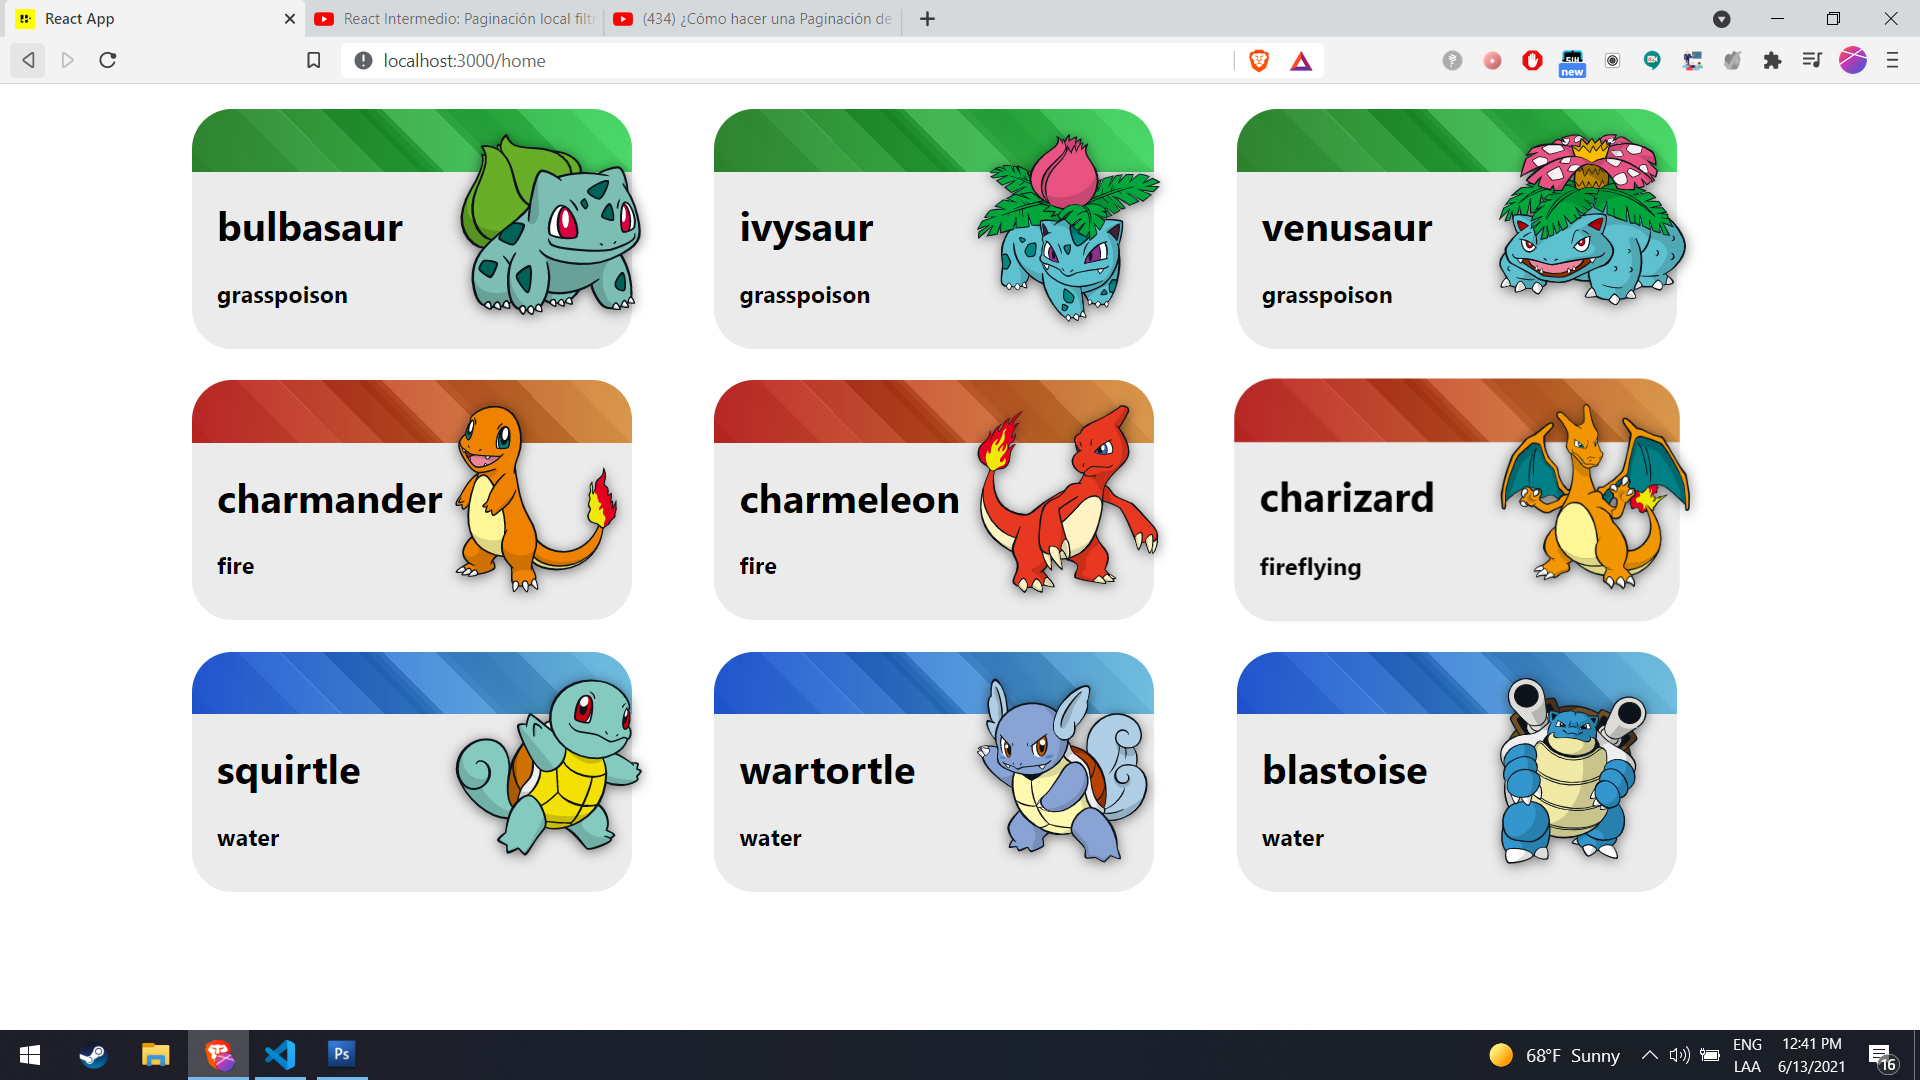 React App
React Intermedio: Paginación local filtr
(434) ¿Cómo hacer una Paginación de
localhost:3000/home
new
bulbasaur
grasspoison
ivysaur
grasspoison
venusaur
grasspoison
charmander
fire
charmeleon
fire
charizard
fireflying
squirtle
water
wartortle
water
blastoise
water
Ps
68°F Sunny
ENG
LAA
12:41 PM
6/13/2021
16